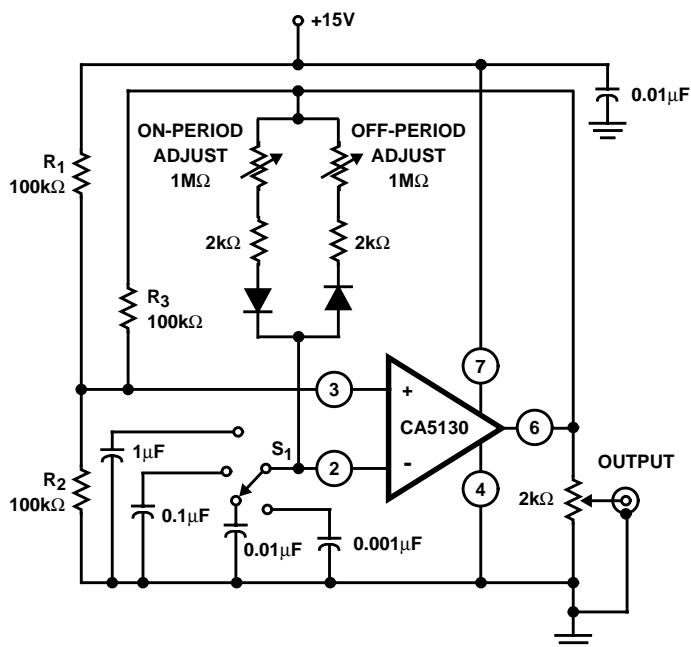 +15V
0.01μF
ON-PERIOD
ADJUST
1MΩ
OFF-PERIOD
ADJUST
1MΩ
R1
100kΩ
2kΩ
2kΩ
R3
100kΩ
7
3
+
CA5130
6
S1
2
-
4
1μF
R2
100kΩ
0.1μF
0.01μF
0.001μF
2kΩ
OUTPUT